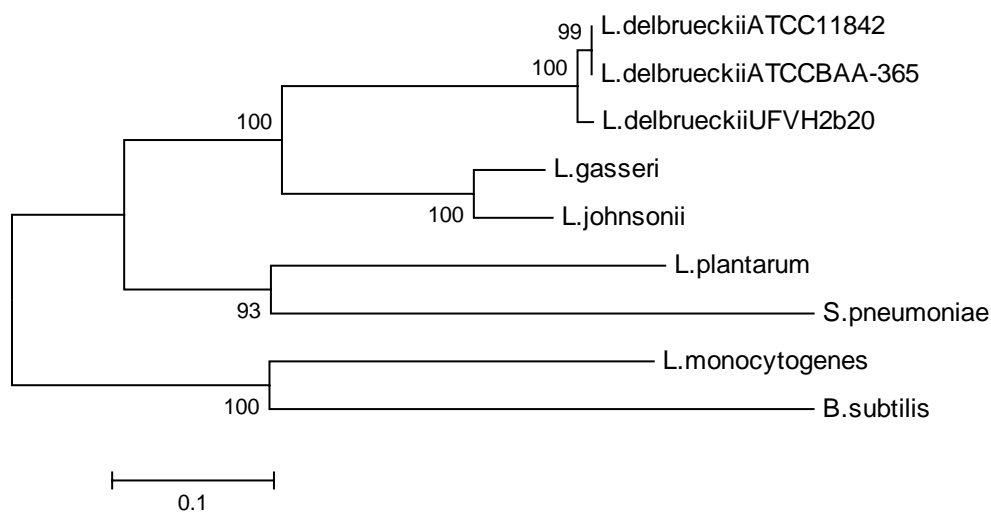 99
L.delbrueckiiATCC11842
100
L.delbrueckiiATCCBAA-365
L.delbrueckiiUFVH2b20
100
L.gasseri
100
L.johnsonii
L.plantarum
93
S.pneumoniae
L.monocytogenes
100
B.subtilis
0.1